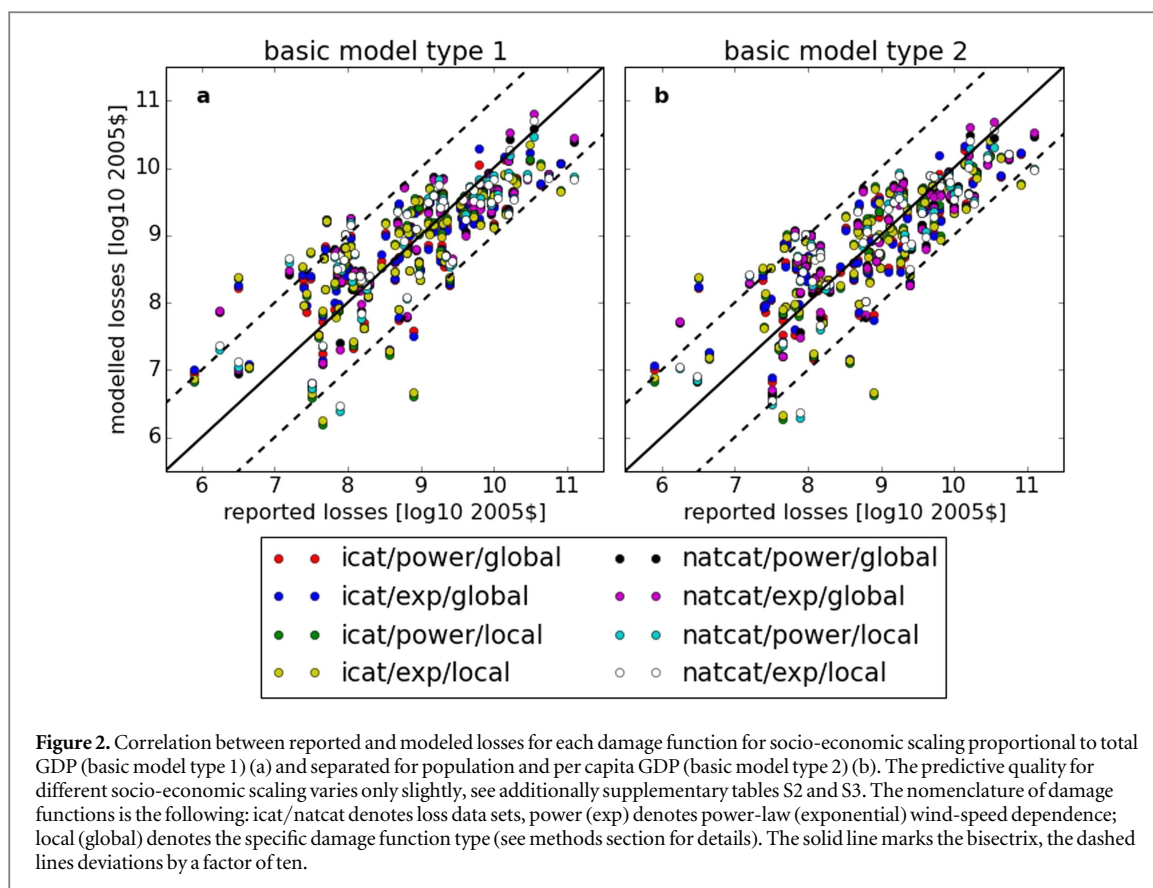 basic model type 1
basic model type 2
a
b
11
10
9
8
7
6
modelled losses [log10 2005$]
6 7 8 9 10 11
6 7 8 9 10 11
reported losses [log10 2005$]
reported losses [log10 2005$]
icat/power/global
natcat/power/global
icat/exp/global
natcat/exp/global
icat/power/local
natcat/power/local
icat/exp/local
natcat/exp/local
Figure 2. Correlation between reported and modeled losses for each damage function for socio-economic scaling proportional to total
GDP (basic model type 1) (a) and separated for population and per capita GDP (basic model type 2) (b). The predictive quality for
different socio-economic scaling varies only slightly, see additionally supplementary tables S2 and S3. The nomenclature of damage
functions is the following: icat/natcat denotes loss data sets, power (exp) denotes power-law (exponential) wind-speed dependence;
local (global) denotes the specific damage function type (see methods section for details). The solid line marks the bisectrix, the dashed
lines deviations by a factor of ten.